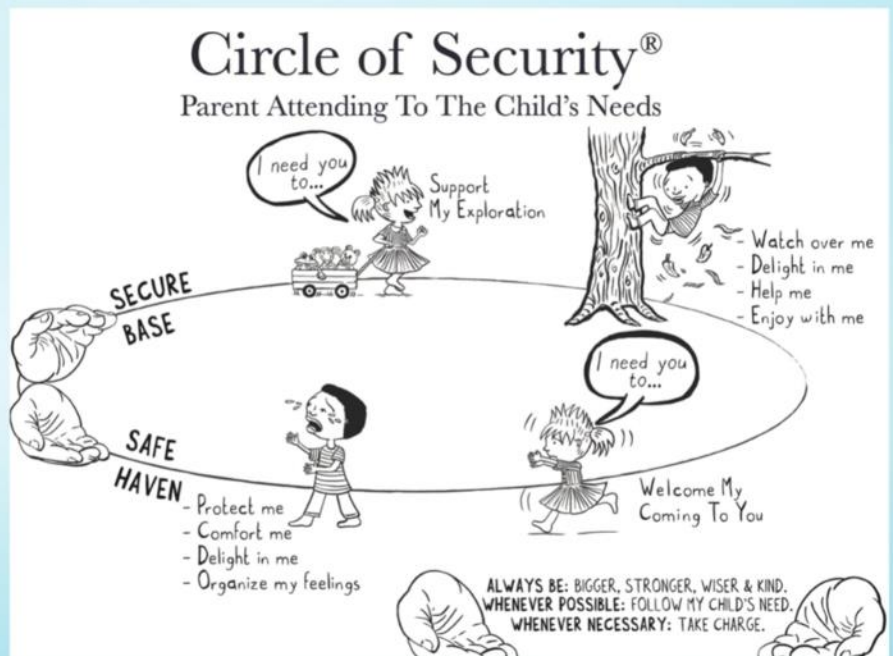 Circle of Security®
Parent Attending To The Child's Needs
I need you
to...
Support
My Exploration
- Watch over me
- Delight in me
- Help me
- Enjoy with me
SECURE
BASE
I need you
to...
Welcome My
Coming To You
SAFE
HAVEN
- Protect me
- Comfort me
- Delight in me
- Organize my feelings
ALWAYS BE: BIGGER, STRONGER, WISER & KIND.
WHENEVER POSSIBLE: FOLLOW MY CHILD'S NEED.
WHENEVER NECESSARY: TAKE CHARGE.